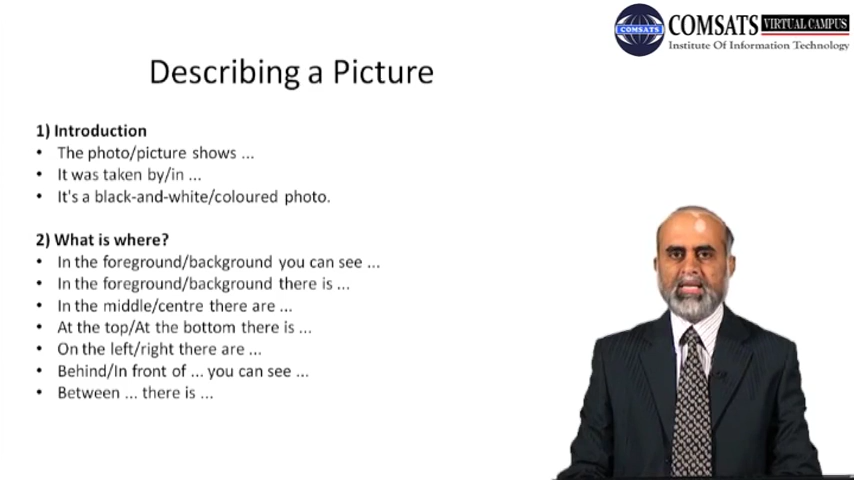 COMSATS VIRTUAL CAMPUS
COMSATS
Institute Of Information Technology
Describing a Picture
1) Introduction
• The photo/picture shows ...
• It was taken by/in ...
• It's a black-and-white/coloured photo.
2) What is where?
• In the foreground/background you can see ...
• In the foreground/background there is ...
• In the middle/centre there are ...
• At the top/At the bottom there is ...
• On the left/right there are ...
• Behind/In front of ... you can see ...
• Between ... there is ...